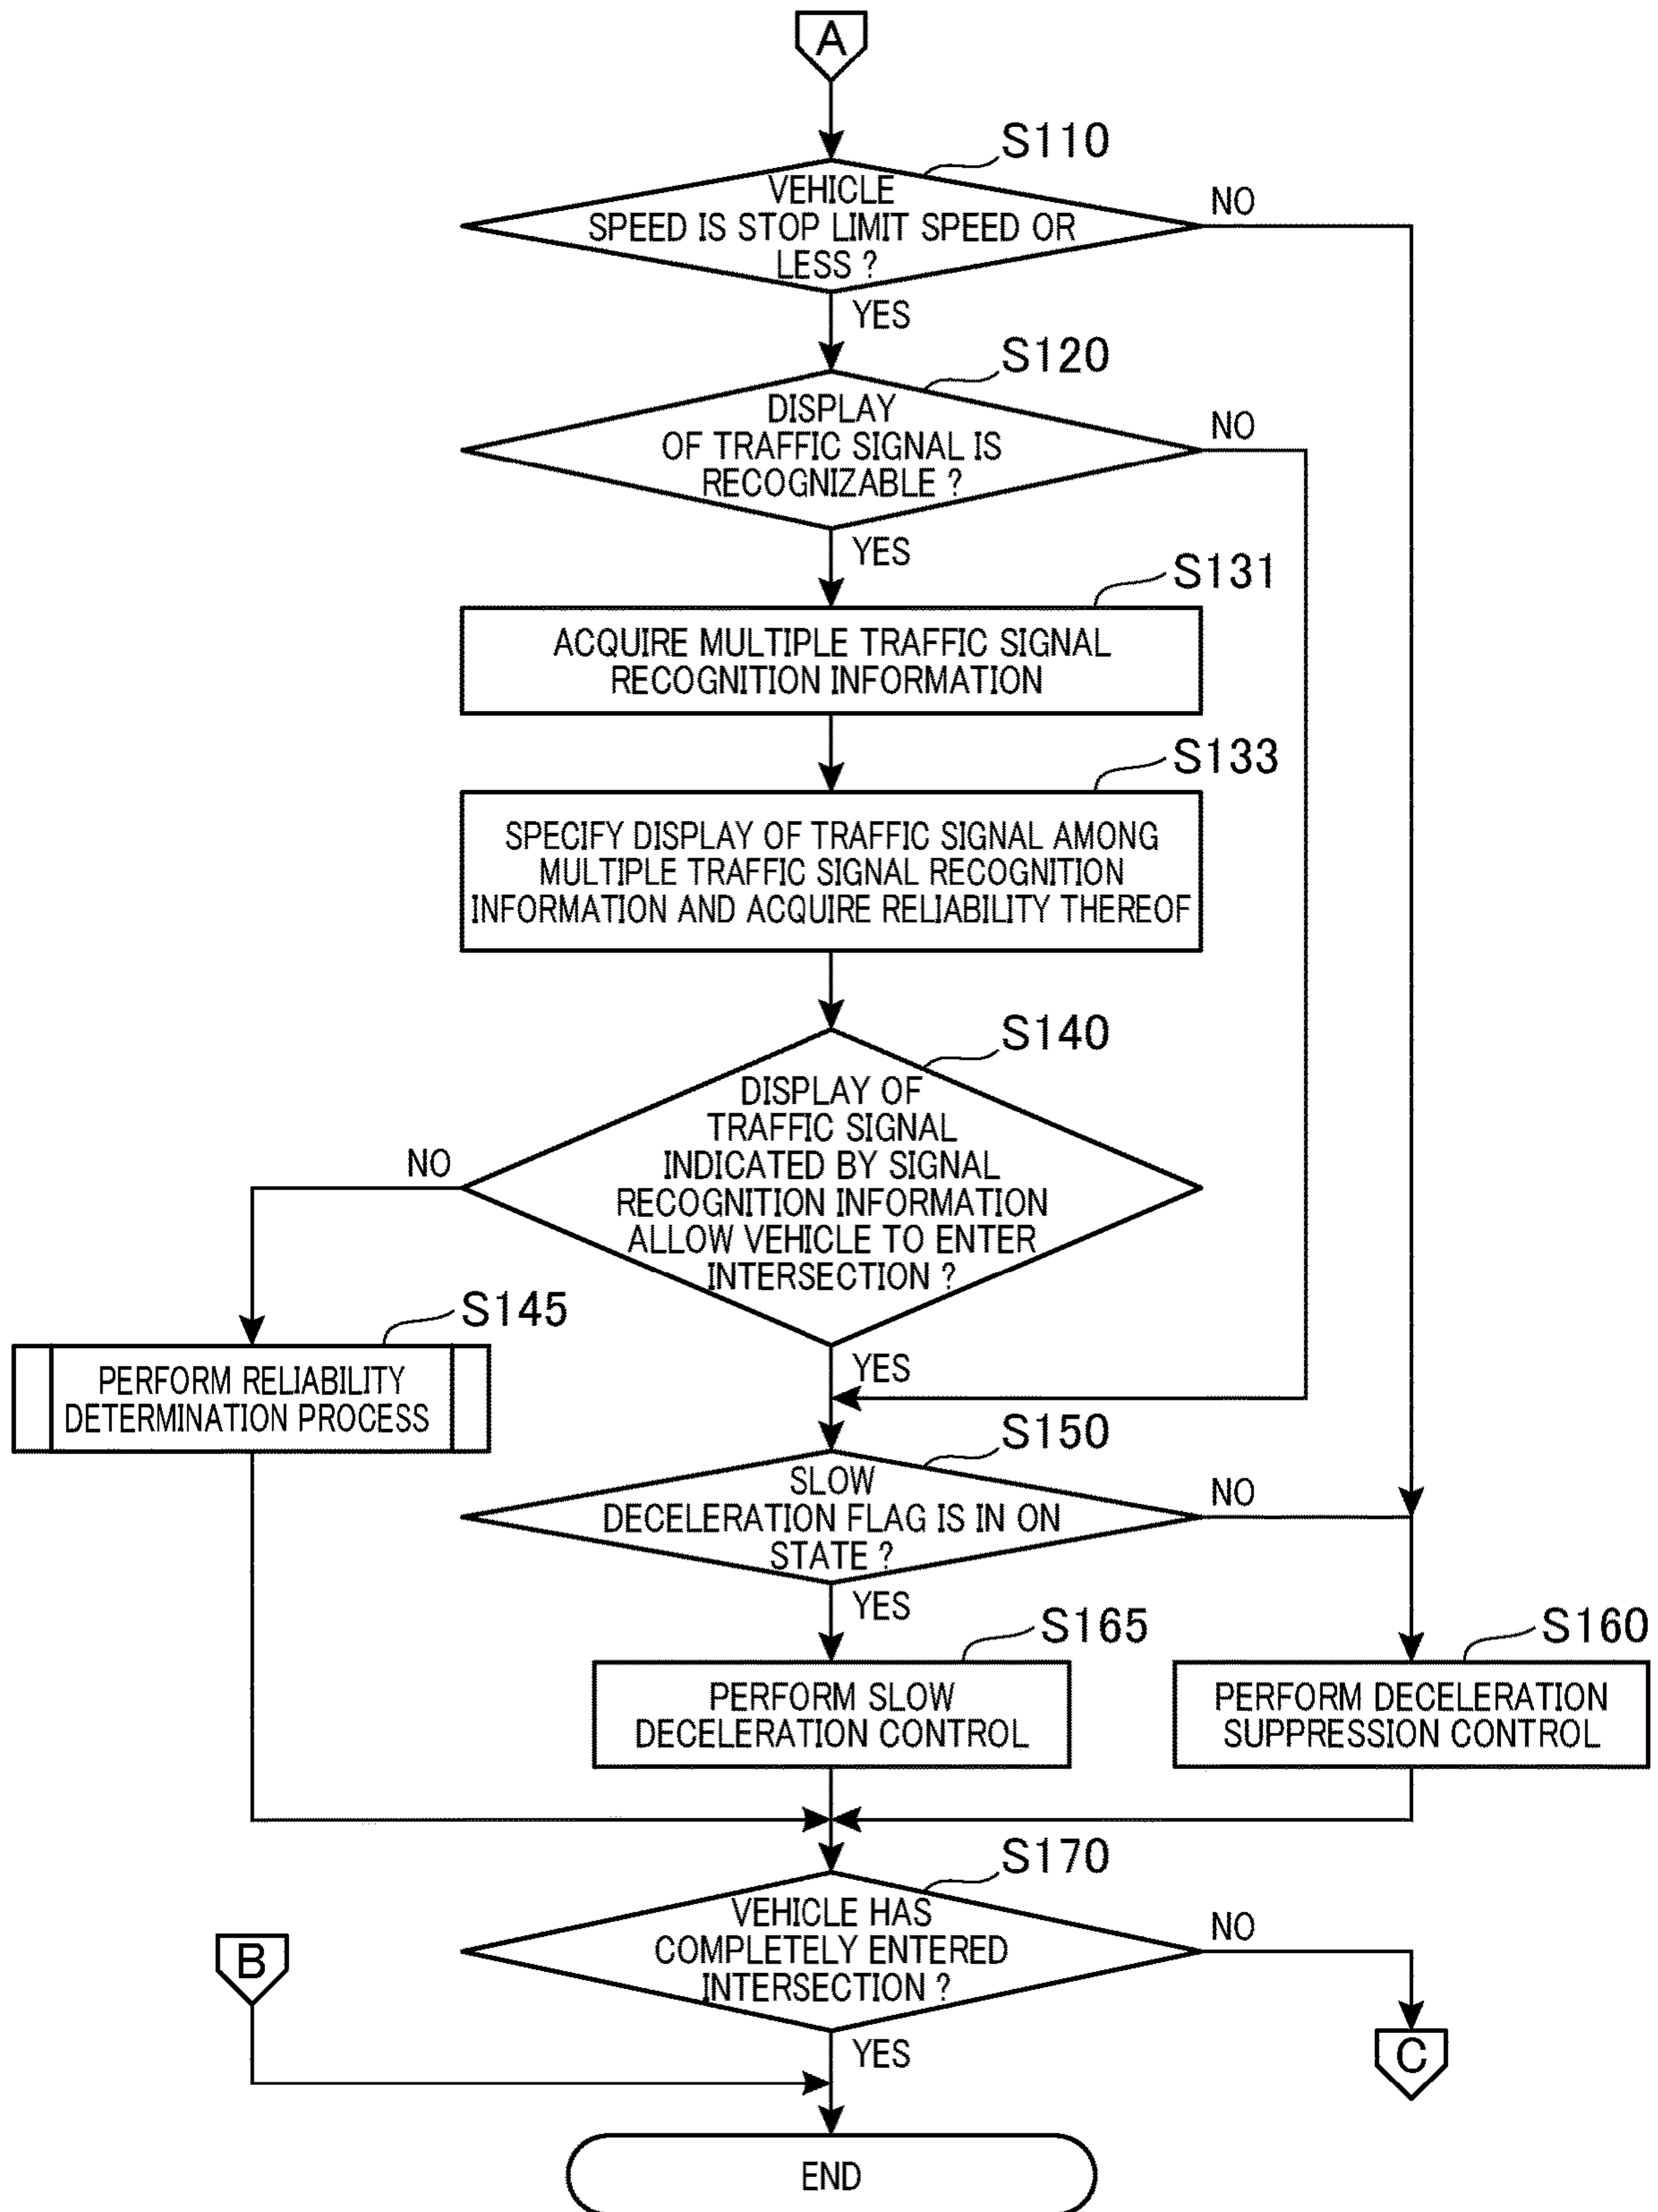 A
S110
VEHICLE
SPEED IS STOP LIMIT SPEED OR
LESS ?
NO
YES
S120
DISPLAY
OF TRAFFIC SIGNAL IS
RECOGNIZABLE ?
NO
YES
S131
ACQUIRE MULTIPLE TRAFFIC SIGNAL
RECOGNITION INFORMATION
S133
SPECIFY DISPLAY OF TRAFFIC SIGNAL AMONG
MULTIPLE TRAFFIC SIGNAL RECOGNITION
INFORMATION AND ACQUIRE RELIABILITY THEREOF
S140
DISPLAY OF
TRAFFIC SIGNAL
INDICATED BY SIGNAL
RECOGNITION INFORMATION
ALLOW VEHICLE TO ENTER
INTERSECTION ?
NO
YES
S145
PERFORM RELIABILITY
DETERMINATION PROCESS
S150
SLOW
DECELERATION FLAG IS IN ON
STATE ?
NO
YES
S165
PERFORM SLOW
DECELERATION CONTROL
S160
PERFORM DECELERATION
SUPPRESSION CONTROL
S170
VEHICLE HAS
COMPLETELY ENTERED
INTERSECTION ?
NO
YES
B
C
END